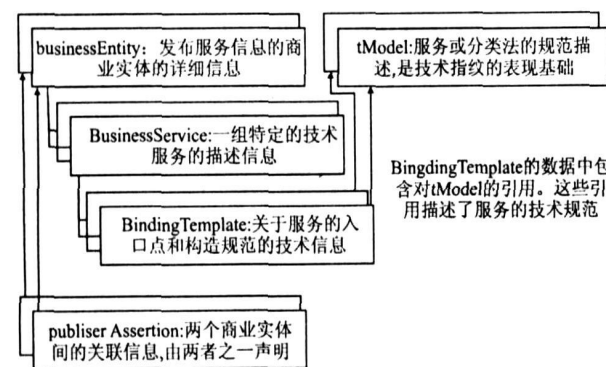 businessEntity：发布服务信息的商
业实体的详细信息
tModel:服务或分类法的规范描
述,是技术指纹的表现基础
BusinessService:一组特定的技术
服务的描述信息
BingdingTemplate的数据中包
含对tModel的引用。这些引
用描述了服务的技术规范
BindingTemplate:关于服务的入
口点和构造规范的技术信息
publiser Assertion:两个商业实体
间的关联信息,由两者之一声明